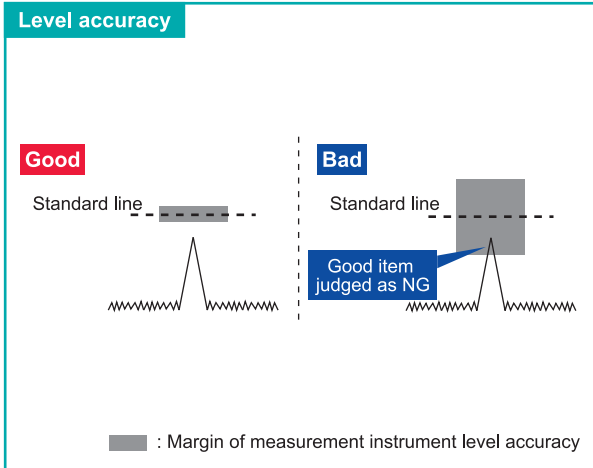 Level accuracy
Good
Bad
Standard line
Standard line
Good item
judged as NG
: Margin of measurement instrument level accuracy